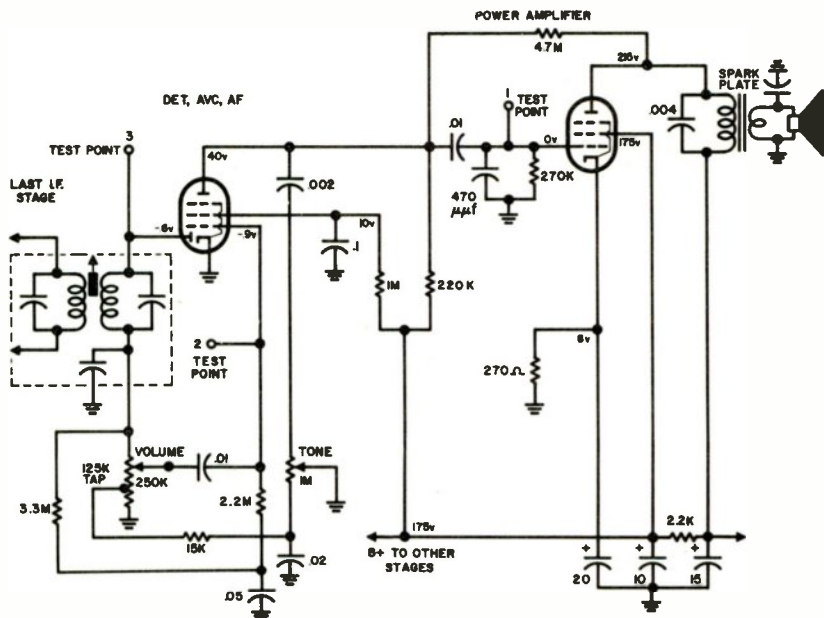 POWER AMPLIFIER
4.7M
216v
SPARK
PLATE
DET, AVC, AF
3
TEST POINT
1
TEST
POINT
.01
.004
40v
0v
175v
LAST I.F.
STAGE
.002
470
μμf
270K
-.6v
-.9v
10v
.1
1M
220K
2
TEST
POINT
6v
270Ω
VOLUME
.01
TONE
1M
125K
TAP
250K
3.3M
2.2M
15K
.02
.05
175v
B+ TO OTHER
STAGES
2.2K
+
+
+
20
10
15